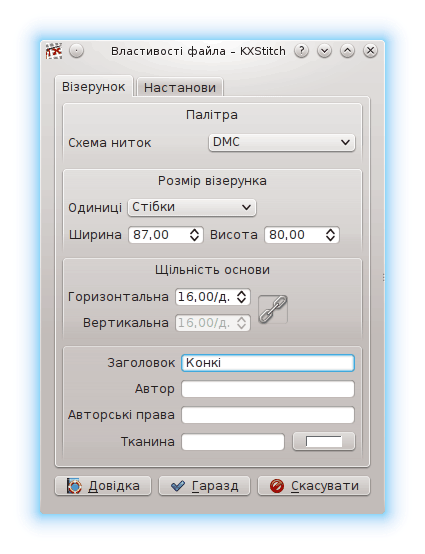 Властивості файла – KXStitch
Візерунок Настанови
Палітра
Схема ниток DMC
Розмір візерунка
Одиниці Стібки
Ширина 87,00 Висота 80,00
Щільність основи
Горизонтальна 16,00/д.
Вертикальна 16,00/д.
Заголовок Конкі
Автор
Авторські права
Тканина
Довідка Гаразд Скасувати